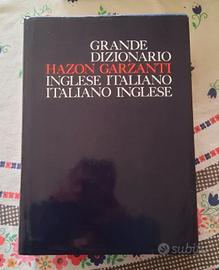 GRANDE
DIZIONARIO
HAZON GARZANTI
INGLESE ITALIANO
ITALIANO INGLESE
subito